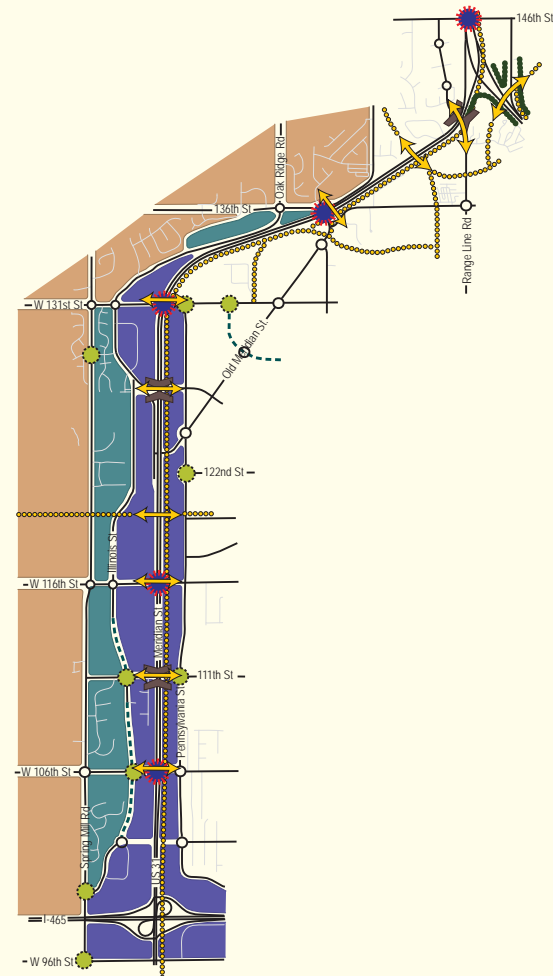 146th St
Oak Ridge Rd
136th St
Range Line Rd
W 131st St
Old Meridian St.
122nd St
Illinois St
W 116th St
Meridian St
111th St
Pennsylvania St
W 106th St
Spring Mill Rd
US 31
I-465
W 96th St